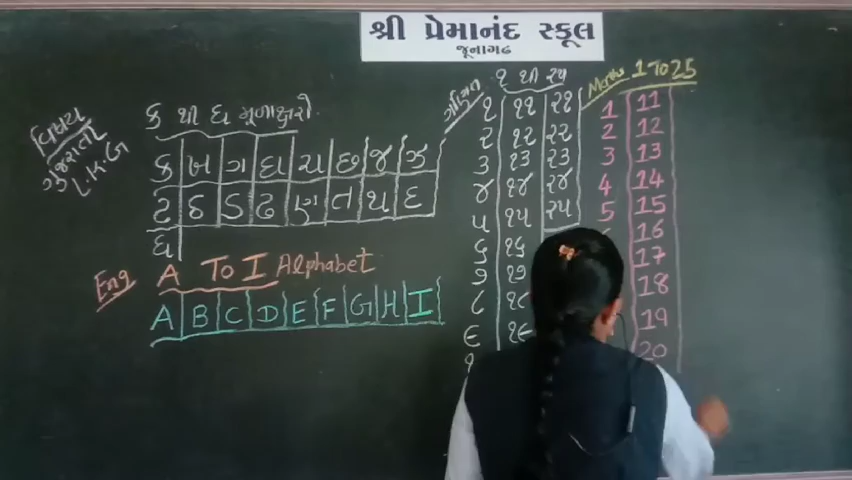 શ્રી પ્રેમાનંદ સ્કૂલ
જૂનાગઢ
વિષય
ગુજરાતી
L.K.G
ક થી ધ મૂળાક્ષરો
ક ખ ગ ઘ ચ છ જ ઝ
ટ ઠ ડ ઢ ણ ત થ દ
ધ
Eng
A To I Alphabet
A B C D E F G H I
ગણિત
૧ થી ૨૫
૧ ૧૧ ૨૧
૨ ૧૨ ૨૨
૩ ૧૩ ૨૩
૪ ૧૪ ૨૪
૫ ૧૫ ૨૫
૬ ૧૬
૭ ૧૭
૮ ૧૮
૯ ૧૯
Maths
1 To 25
1 11
2 12
3 13
4 14
5 15
16
17
18
19
20